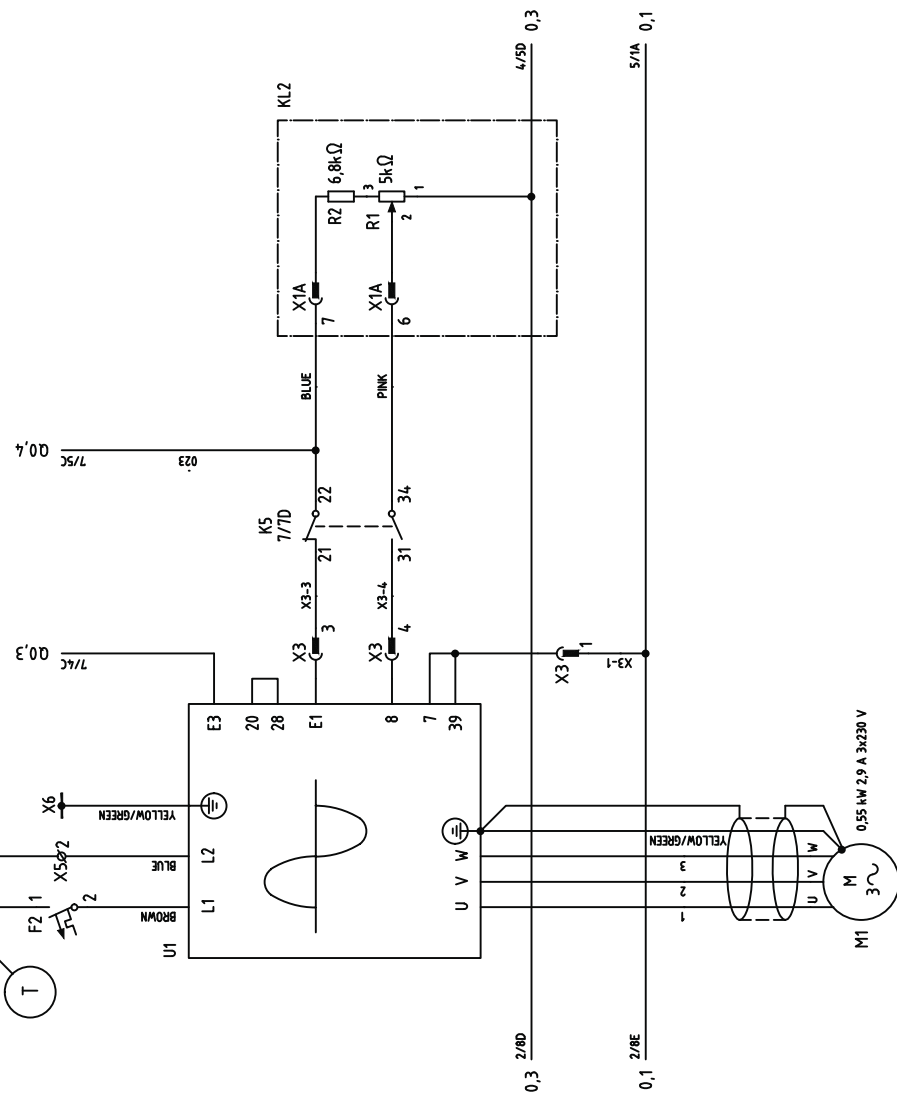 0,3
4/5D
0,1
5/1A
KL2
6,8kΩ
R2
3
5kΩ
R1
1
2
X1A
7
X1A
6
BLUE
PINK
Q0,4
7/5C
023
K5
7/7D
22
34
21
31
X3-3
X3-4
X3
3
X3
4
Q0,3
7/4C
X3
1
X3-1
E3
20
28
E1
8
7
39
X6
YELLOW/GREEN
X5
2
BLUE
L2
F2
1
2
BROWN
L1
U1
T
W
V
U
YELLOW/GREEN
3
2
1
W
V
U
M
3
M1
0,55 kW 2,9 A 3x230 V
2/8D
0,3
2/8E
0,1